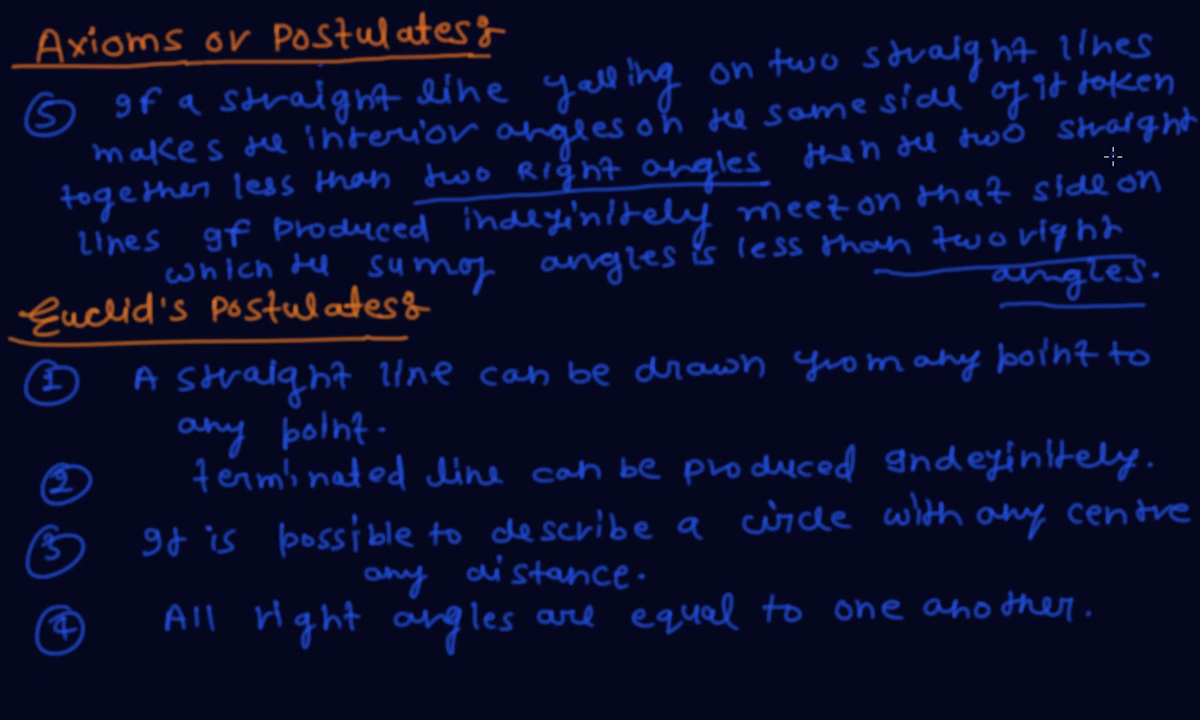 Axioms or Postulates
5 If a straight line falling on two straight lines
makes the interior angles on the same side of it taken
together less than two Right angles then the two straight
lines If produced indefinitely meet on that side on
which the sum of angles is less than two right
angles.
Euclid's Postulates
1 A straight line can be drawn from any point to
any point.
2 terminated line can be produced Indefinitely.
3 It is possible to describe a circle with any centre
any distance.
4 All right angles are equal to one another.